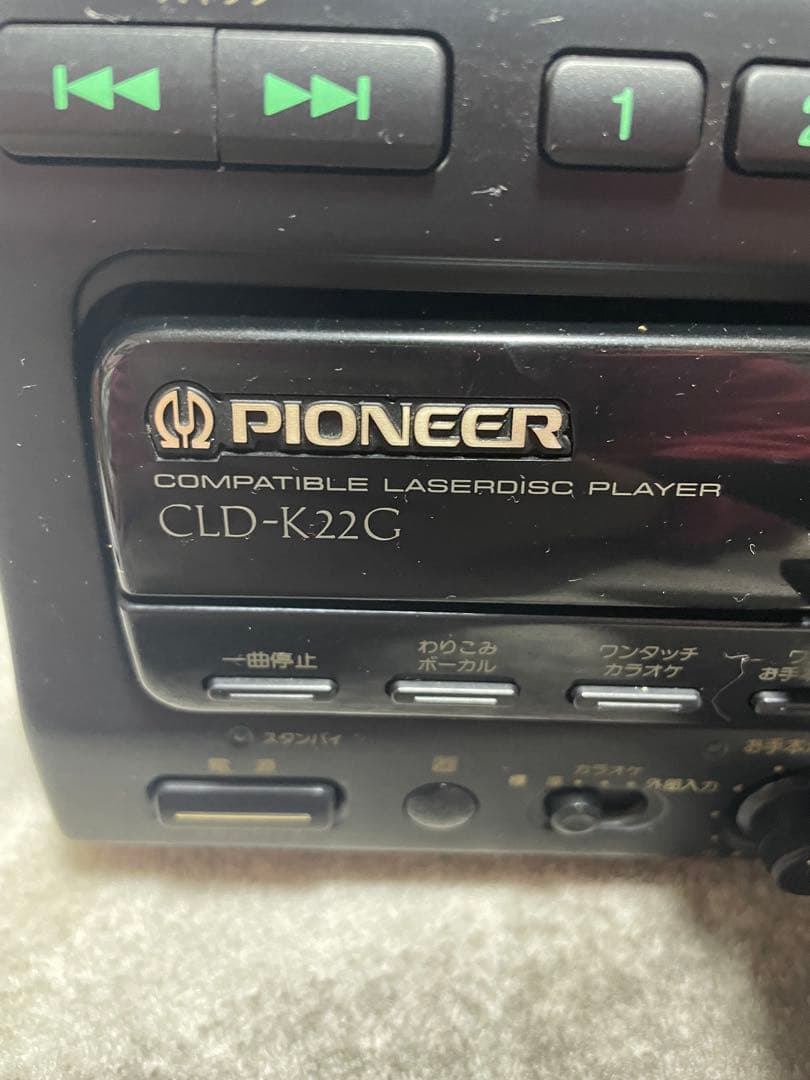 1
PIONEER
COMPATIBLE LASERDISC PLAYER
CLD-K22G
一曲停止
わりこみ
ボーカル
ワンタッチ
カラオケ
スタンバイ
電源
カラオケ
外部入力